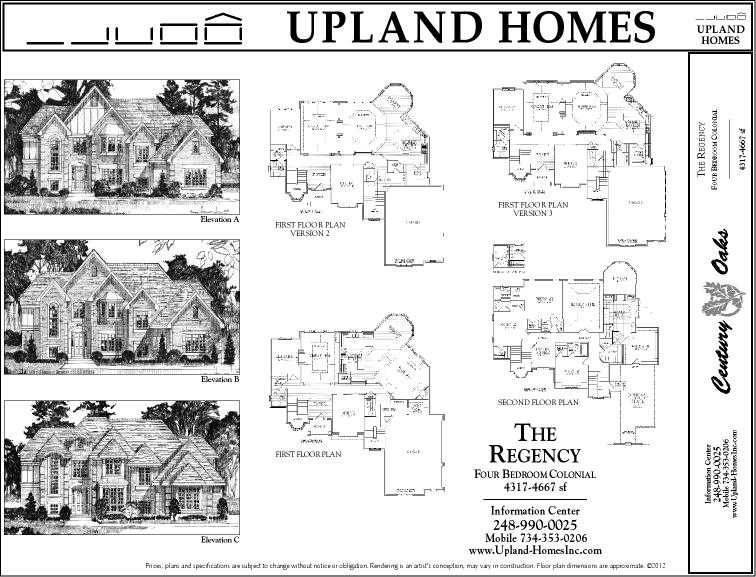 UPLAND HOMES
UPLAND
HOMES
Elevation A
Elevation B
Elevation C
FIRST FLOOR PLAN
VERSION 2
FIRST FLOOR PLAN
VERSION 3
FIRST FLOOR PLAN
SECOND FLOOR PLAN
THE
REGENCY
FOUR BEDROOM COLONIAL
4317-4667 sf
Information Center
248-990-0025
Mobile 734-353-0206
www.Upland-HomesInc.com
THE REGENCY
FOUR BEDROOM COLONIAL
4317-4667 sf
Century Oaks
Information Center
248-990-0025
Mobile 734-353-0206
www.Upland-HomesInc.com
Prices, plans and specifications are subject to change without notice or obligation. Rendering is an artist's conception, may vary in construction. Floor plan dimensions are approximate. ©2012